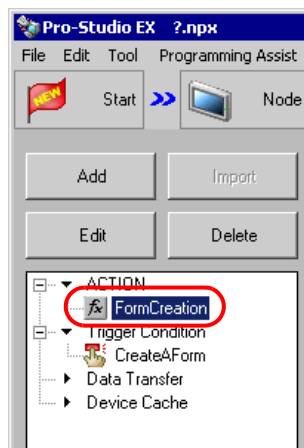 Pro-Studio EX ?.npx
File Edit Tool Programming Assist
NEW Start Node
Add Import
Edit Delete
ACTION
fx FormCreation
Trigger Condition
CreateAForm
Data Transfer
Device Cache